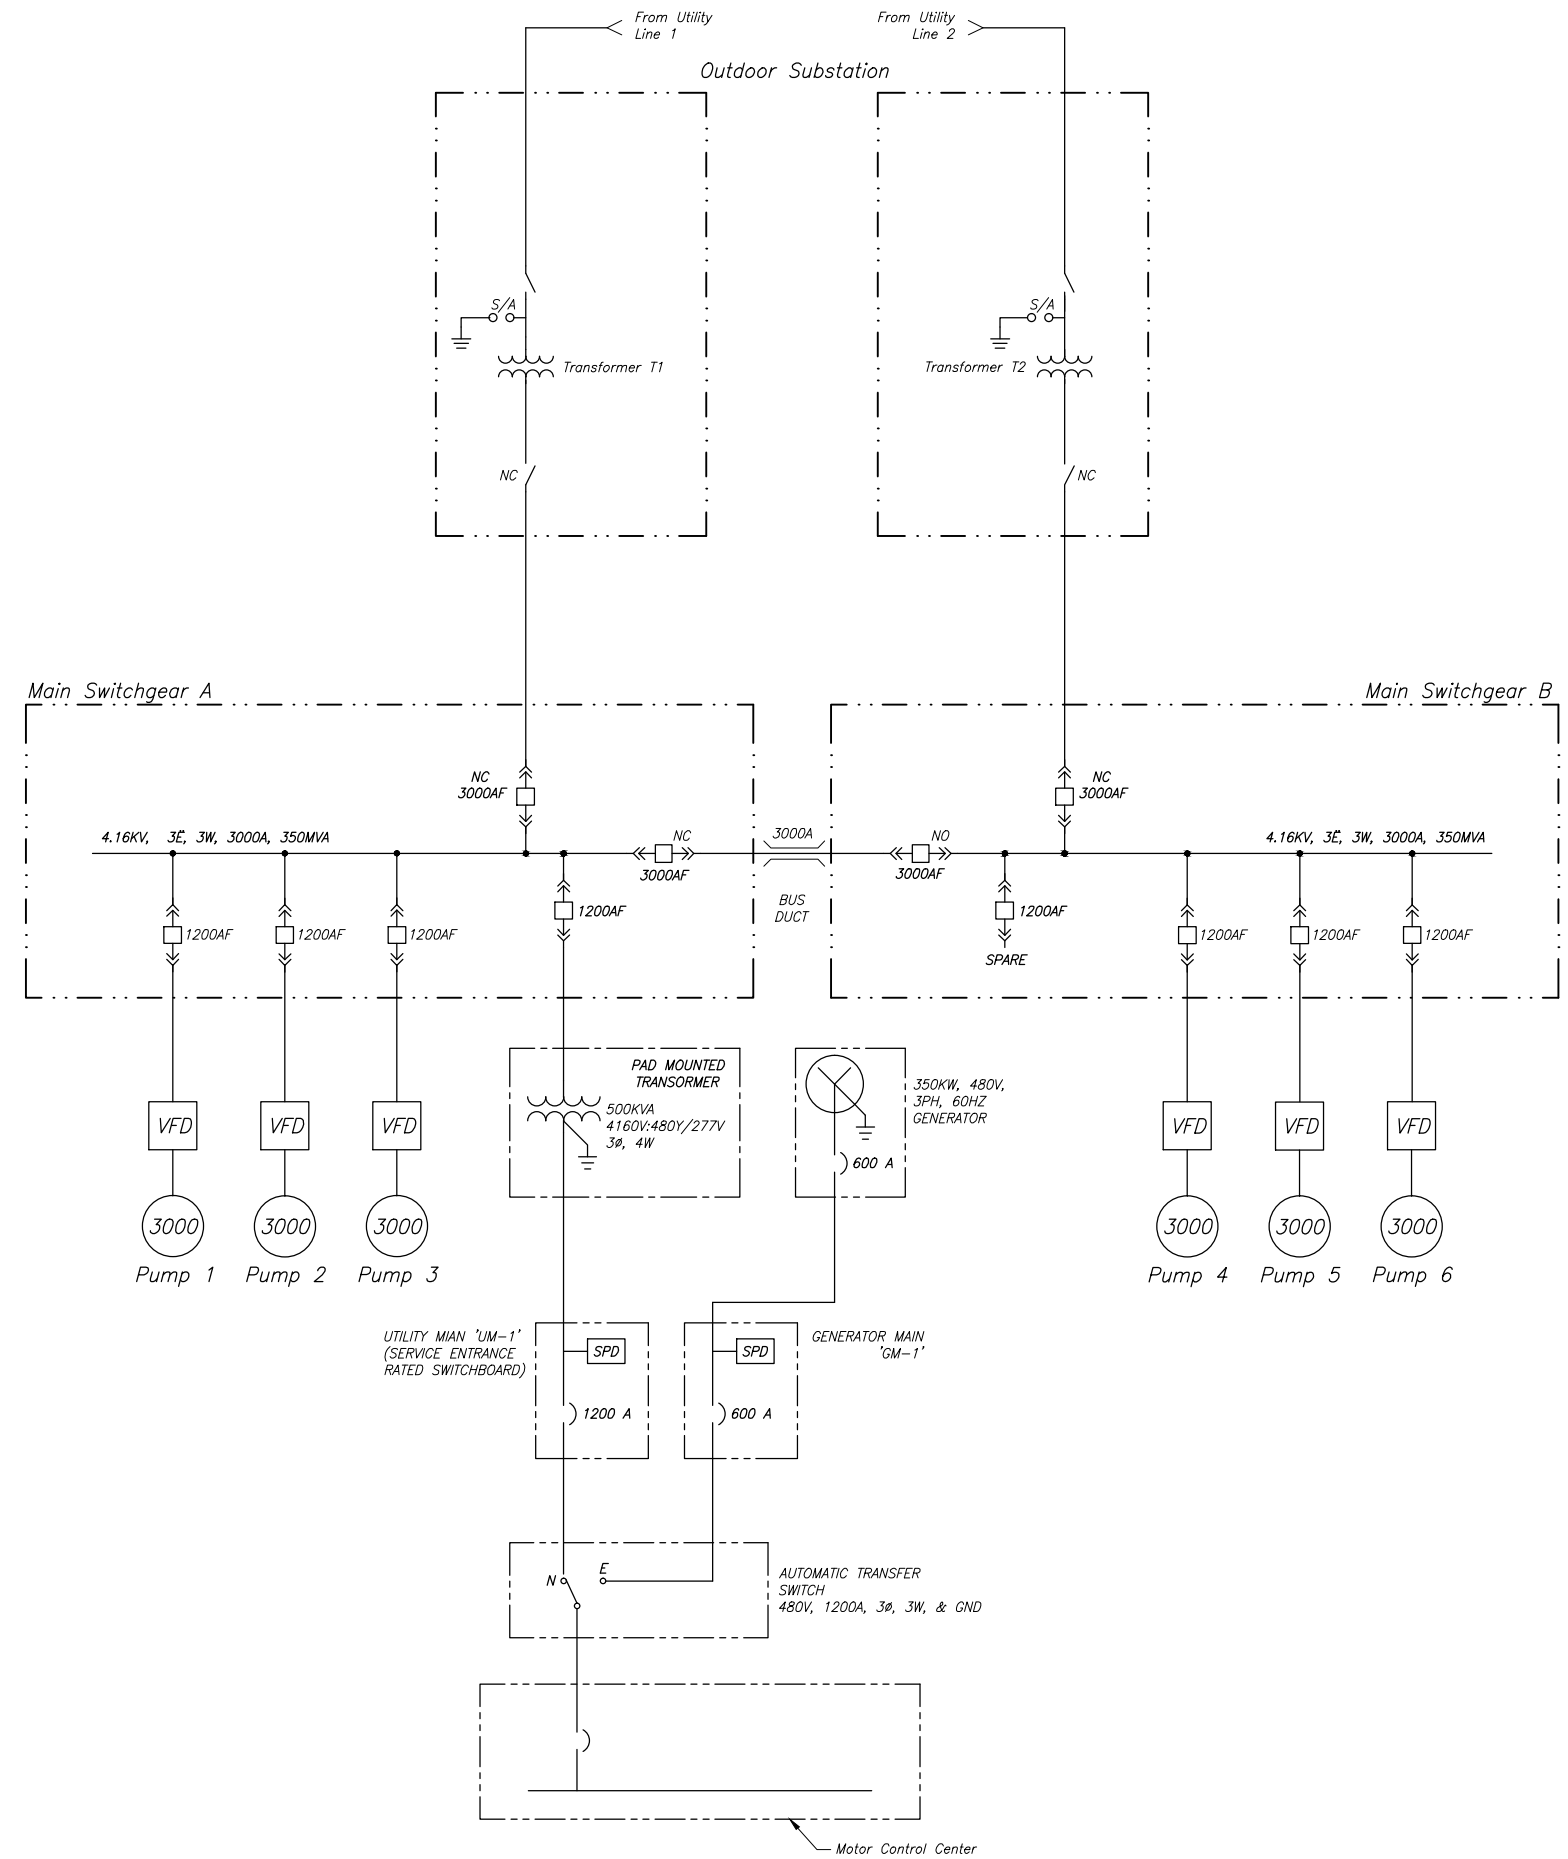 From Utility
Line 1
From Utility
Line 2
Outdoor Substation
S/A
Transformer T1
NC
S/A
Transformer T2
NC
Main Switchgear A
Main Switchgear B
NC
3000AF
NC
3000AF
4.16KV, 3Ë, 3W, 3000A, 350MVA
NC
3000AF
3000A
BUS
DUCT
NO
3000AF
4.16KV, 3Ë, 3W, 3000A, 350MVA
1200AF
1200AF
1200AF
1200AF
1200AF
SPARE
1200AF
1200AF
1200AF
PAD MOUNTED
TRANSORMER
500KVA
4160V:480Y/277V
3ø, 4W
350KW, 480V,
3PH, 60HZ
GENERATOR
600 A
VFD
VFD
VFD
VFD
VFD
VFD
3000
3000
3000
3000
3000
3000
Pump 1
Pump 2
Pump 3
Pump 4
Pump 5
Pump 6
UTILITY MIAN 'UM-1'
(SERVICE ENTRANCE
RATED SWITCHBOARD)
SPD
1200 A
SPD
600 A
GENERATOR MAIN
'GM-1'
N
E
AUTOMATIC TRANSFER
SWITCH
480V, 1200A, 3ø, 3W, & GND
Motor Control Center